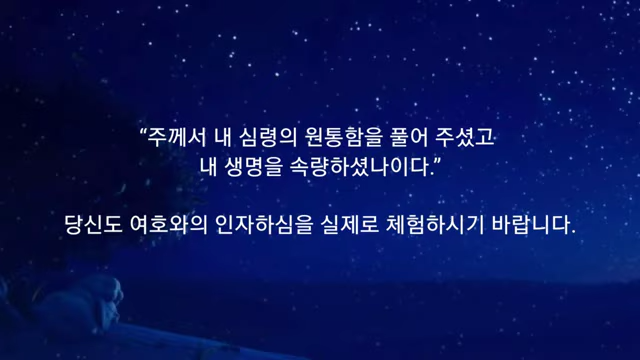 “주께서 내 심령의 원통함을 풀어 주셨고
내 생명을 속량하셨나이다.”
당신도 여호와의 인자하심을 실제로 체험하시기 바랍니다.